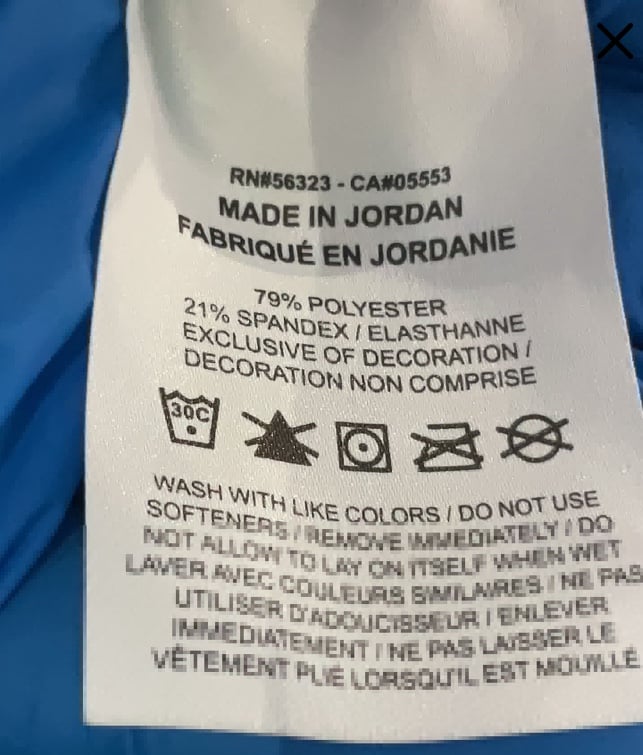 RN#56323 - CA#05553
MADE IN JORDAN
FABRIQUÉ EN JORDANIE
79% POLYESTER
21% SPANDEX / ELASTHANNE
EXCLUSIVE OF DECORATION /
DECORATION NON COMPRISE
30C
WASH WITH LIKE COLORS / DO NOT USE
SOFTENERS / REMOVE IMMEDIATELY / DO
NOT ALLOW TO LAY ON ITSELF WHEN WET
LAVER AVEC COULEURS SIMILAIRES / NE PAS
UTILISER D'ADOUCISSEUR / ENLEVER
IMMEDIATEMENT / NE PAS LAISSER LE
VÊTEMENT PLIÉ LORSQU'IL EST MOUILLÉ